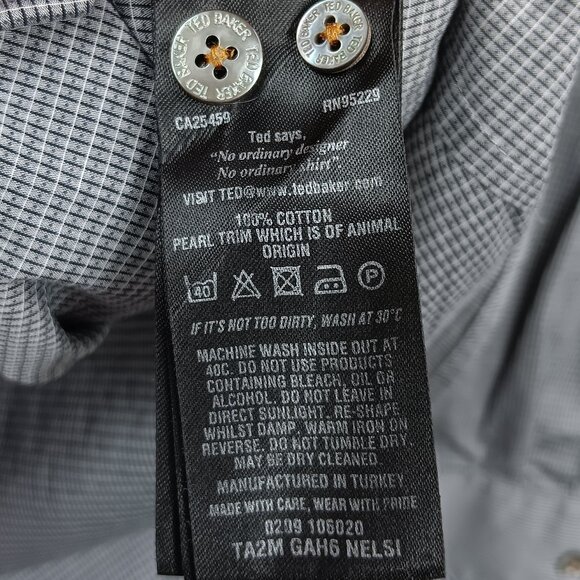 TED BAKER TED BAKER
TED BAKER TED BAKER
CA25459 RN95229
Ted says,
"No ordinary designer
No ordinary shirt"
VISIT TED@www.tedbaker.com
100% COTTON
PEARL TRIM WHICH IS OF ANIMAL
ORIGIN
40 P
IF IT'S NOT TOO DIRTY, WASH AT 30°C
MACHINE WASH INSIDE OUT AT
40C. DO NOT USE PRODUCTS
CONTAINING BLEACH, OIL OR
ALCOHOL. DO NOT LEAVE IN
DIRECT SUNLIGHT. RE-SHAPE
WHILST DAMP. WARM IRON ON
REVERSE. DO NOT TUMBLE DRY.
MAY BE DRY CLEANED.
MANUFACTURED IN TURKEY
MADE WITH CARE, WEAR WITH PRIDE
0209 106020
TA2M GAH6 NELSI